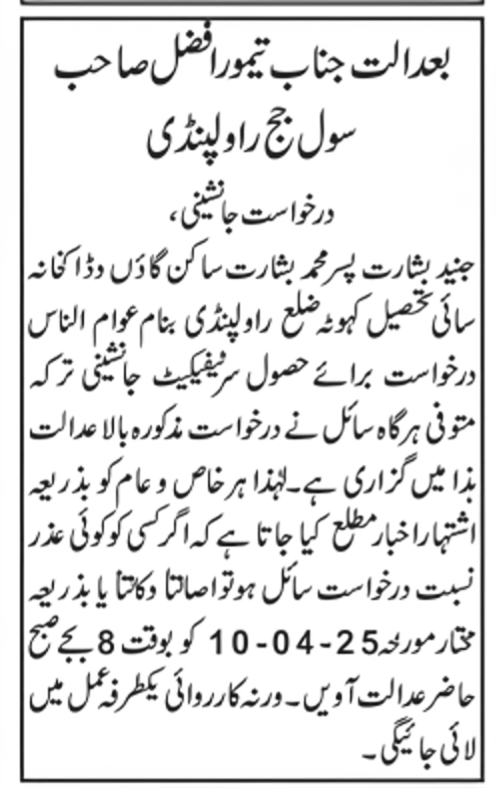 بعدالت جناب تیمور افضل صاحب
سول جج راولپنڈی
درخواست جانشینی،
جنید بشارت پسر محمد بشارت ساکن گاؤں وڈاکخانہ
سائی تحصیل کہوٹہ ضلع راولپنڈی بنام عوام الناس
درخواست برائے حصول سرٹیفیکیٹ جانشینی ترکہ
متوفی ہرگاہ سائل نے درخواست مذکورہ بالا عدالت
ہذا میں گزاری ہے۔لہٰذا ہر خاص و عام کو بذریعہ
اشتہار اخبار مطلع کیا جاتا ہے کہ اگر کسی کو کوئی عذر
نسبت درخواست سائل ہو تو اصالتاً وکالتاً یا بذریعہ
مختار مورخہ 25-04-10 کو بوقت 8 بجے صبح
حاضر عدالت آویں۔ورنہ کارروائی یکطرفہ عمل میں
لائی جائیگی۔